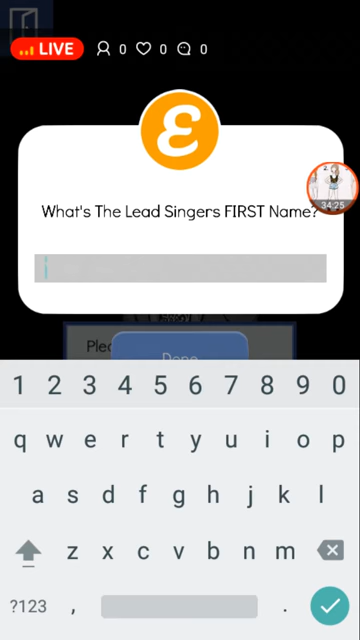 LIVE 0 0 0
ε
What's The Lead Singers FIRST Name?
34:25
Done
1 2 3 4 5 6 7 8 9 0
q w e r t y u i o p
a s d f g h j k l
z x c v b n m
?123 , .